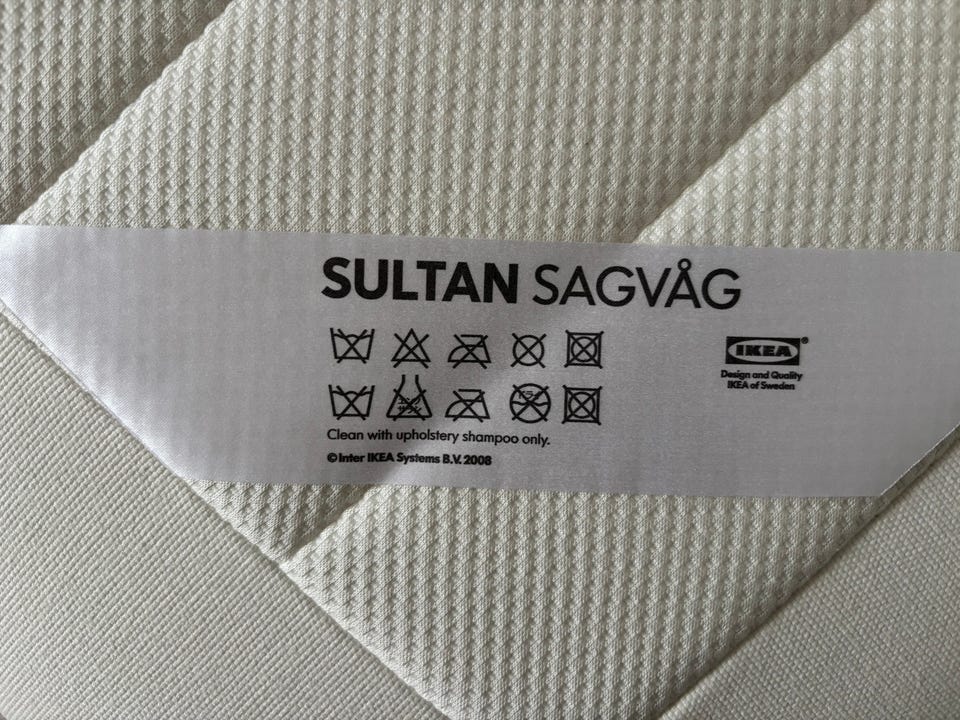 SULTAN SAGVÅG
IKEA®
Design and Quality
IKEA of Sweden
Clean with upholstery shampoo only.
© Inter IKEA Systems B.V. 2008